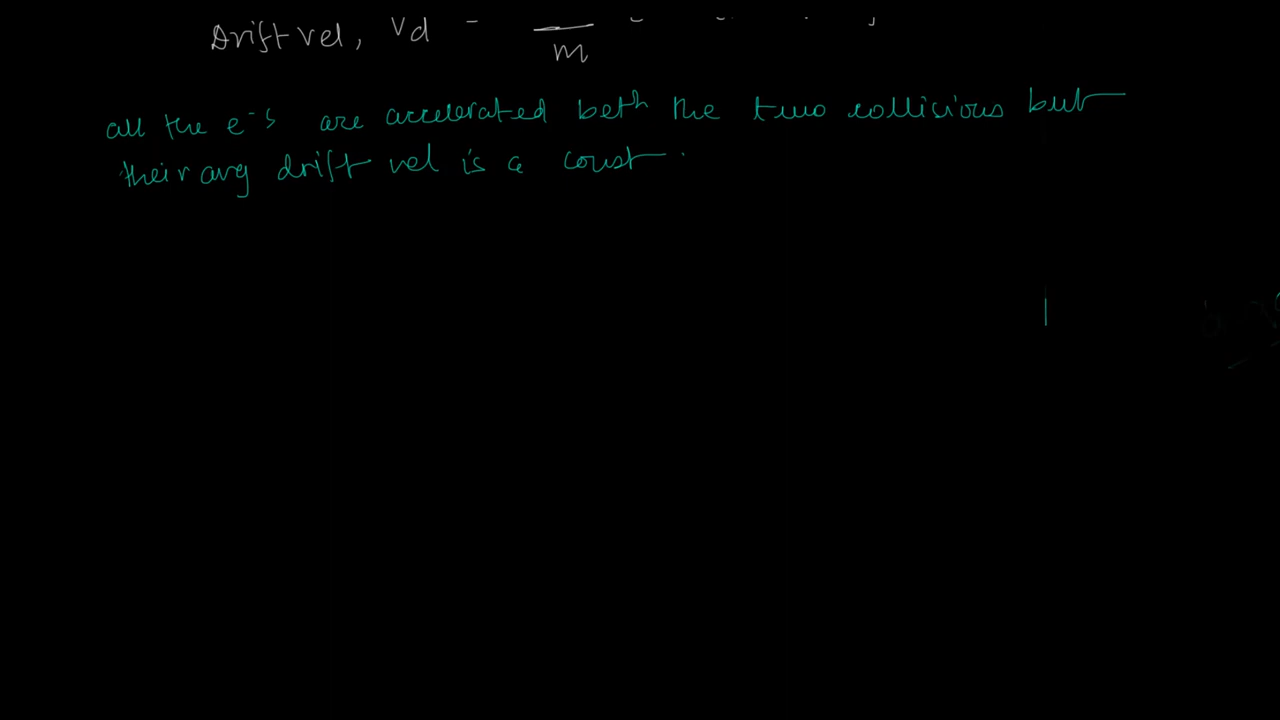 Drift vel, Vd =
m
all the e⁻s are accelerated betⁿ the two collisions but
their avg drift vel is a const.